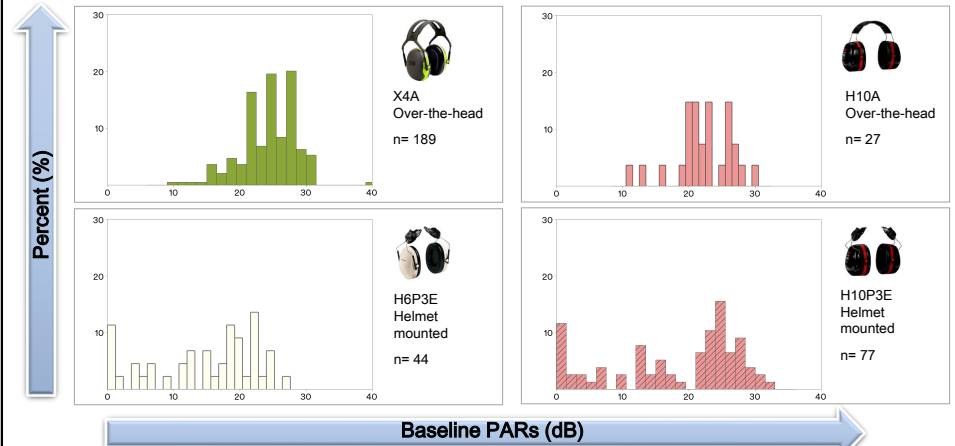 Percent (%)
30
20
10
0 10 20 30 40
X4A
Over-the-head
n= 189
30
20
10
0 10 20 30 40
H10A
Over-the-head
n= 27
30
20
10
0 10 20 30 40
H6P3E
Helmet
mounted
n= 44
30
20
10
0 10 20 30 40
H10P3E
Helmet
mounted
n= 77
Baseline PARs (dB)